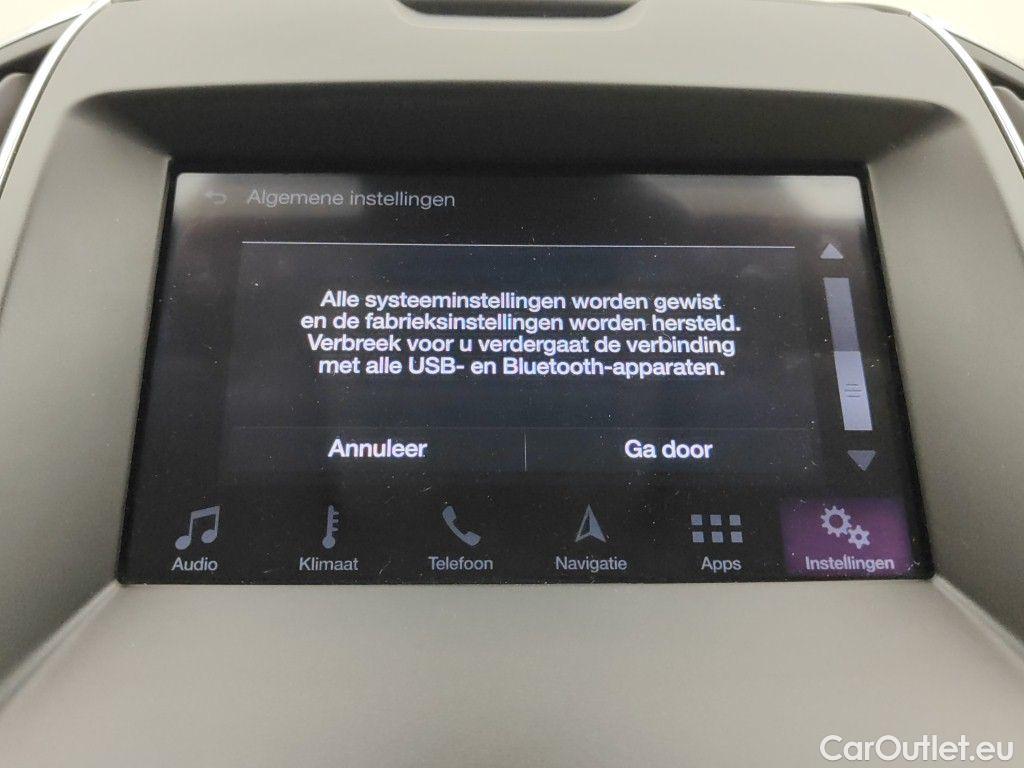 Algemene instellingen
Alle systeeminstellingen worden gewist
en de fabrieksinstellingen worden hersteld.
Verbreek voor u verdergaat de verbinding
met alle USB- en Bluetooth-apparaten.
Annuleer
Ga door
Audio
Klimaat
Telefoon
Navigatie
Apps
Instellingen
CarOutlet.eu